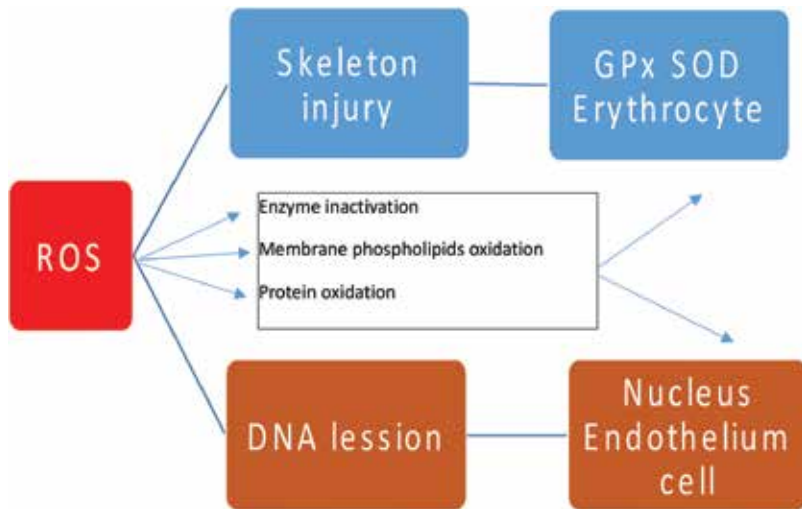 Skeleton
injury
GPx SOD
Erythrocyte
ROS
Enzyme inactivation
Membrane phospholipids oxidation
Protein oxidation
DNA lession
Nucleus
Endothelium
cell